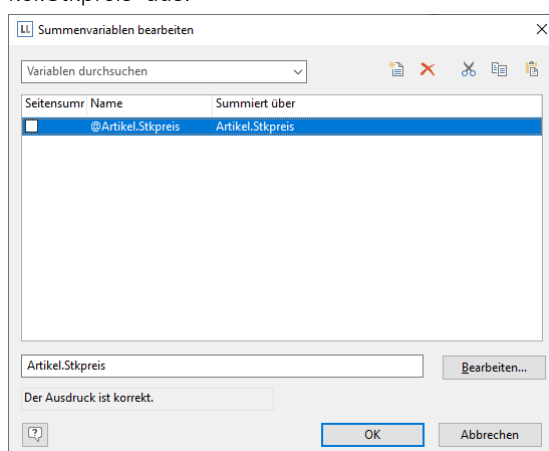 LL Summenvariablen bearbeiten
Variablen durchsuchen
Seitensumr Name Summiert über
@Artikel.Stkpreis Artikel.Stkpreis
Artikel.Stkpreis Bearbeiten...
Der Ausdruck ist korrekt.
OK Abbrechen